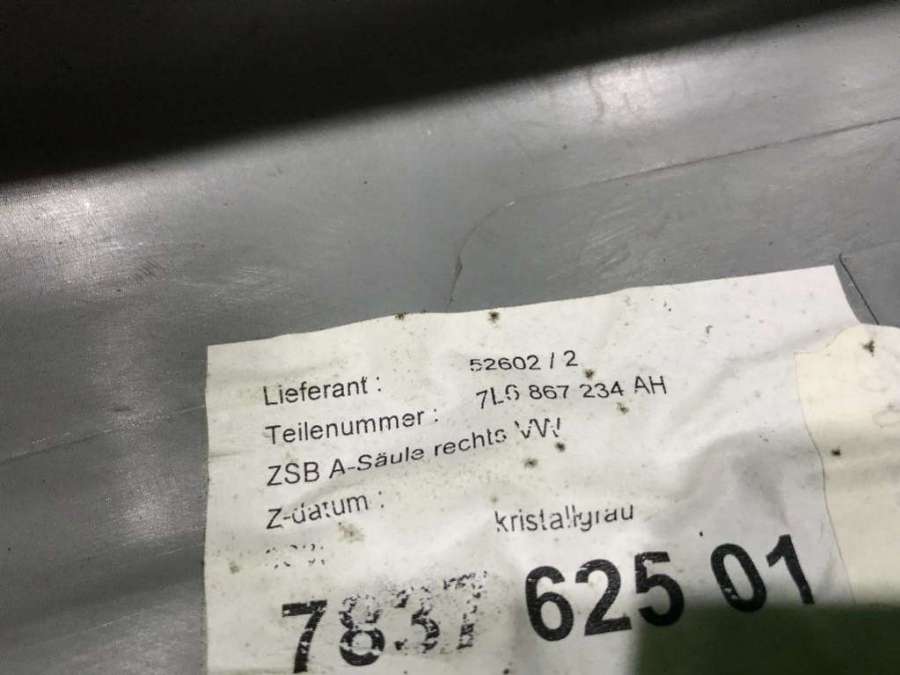 Lieferant : 52602 / 2
Teilenummer : 7L6 867 234 AH
ZSB A-Säule rechts VW
Z-datum :
kristallgrau
625 01